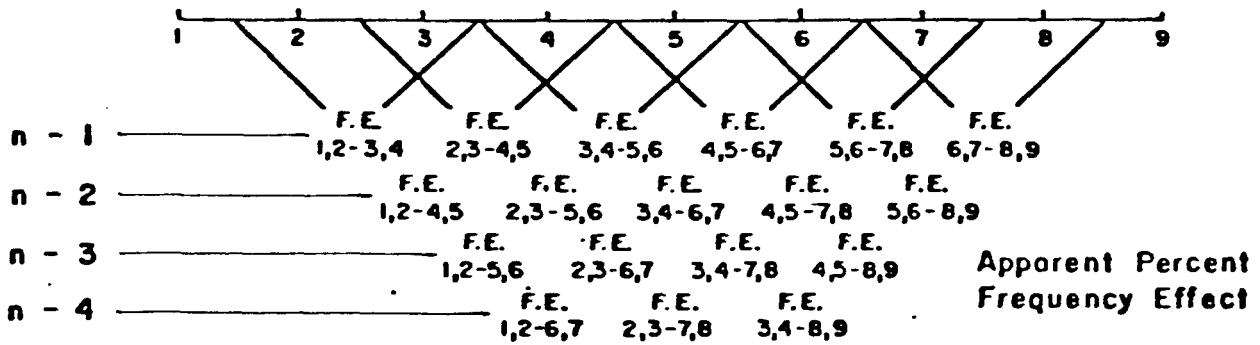 1 2 3 4 5 6 7 8 9
F.E. F.E. F.E. F.E. F.E. F.E.
n - 1 1,2-3,4 2,3-4,5 3,4-5,6 4,5-6,7 5,6-7,8 6,7-8,9
F.E. F.E. F.E. F.E. F.E.
n - 2 1,2-4,5 2,3-5,6 3,4-6,7 4,5-7,8 5,6-8,9
F.E. F.E. F.E. F.E.
n - 3 1,2-5,6 2,3-6,7 3,4-7,8 4,5-8,9
Apparent Percent
F.E. F.E. F.E.
Frequency Effect
n - 4 1,2-6,7 2,3-7,8 3,4-8,9